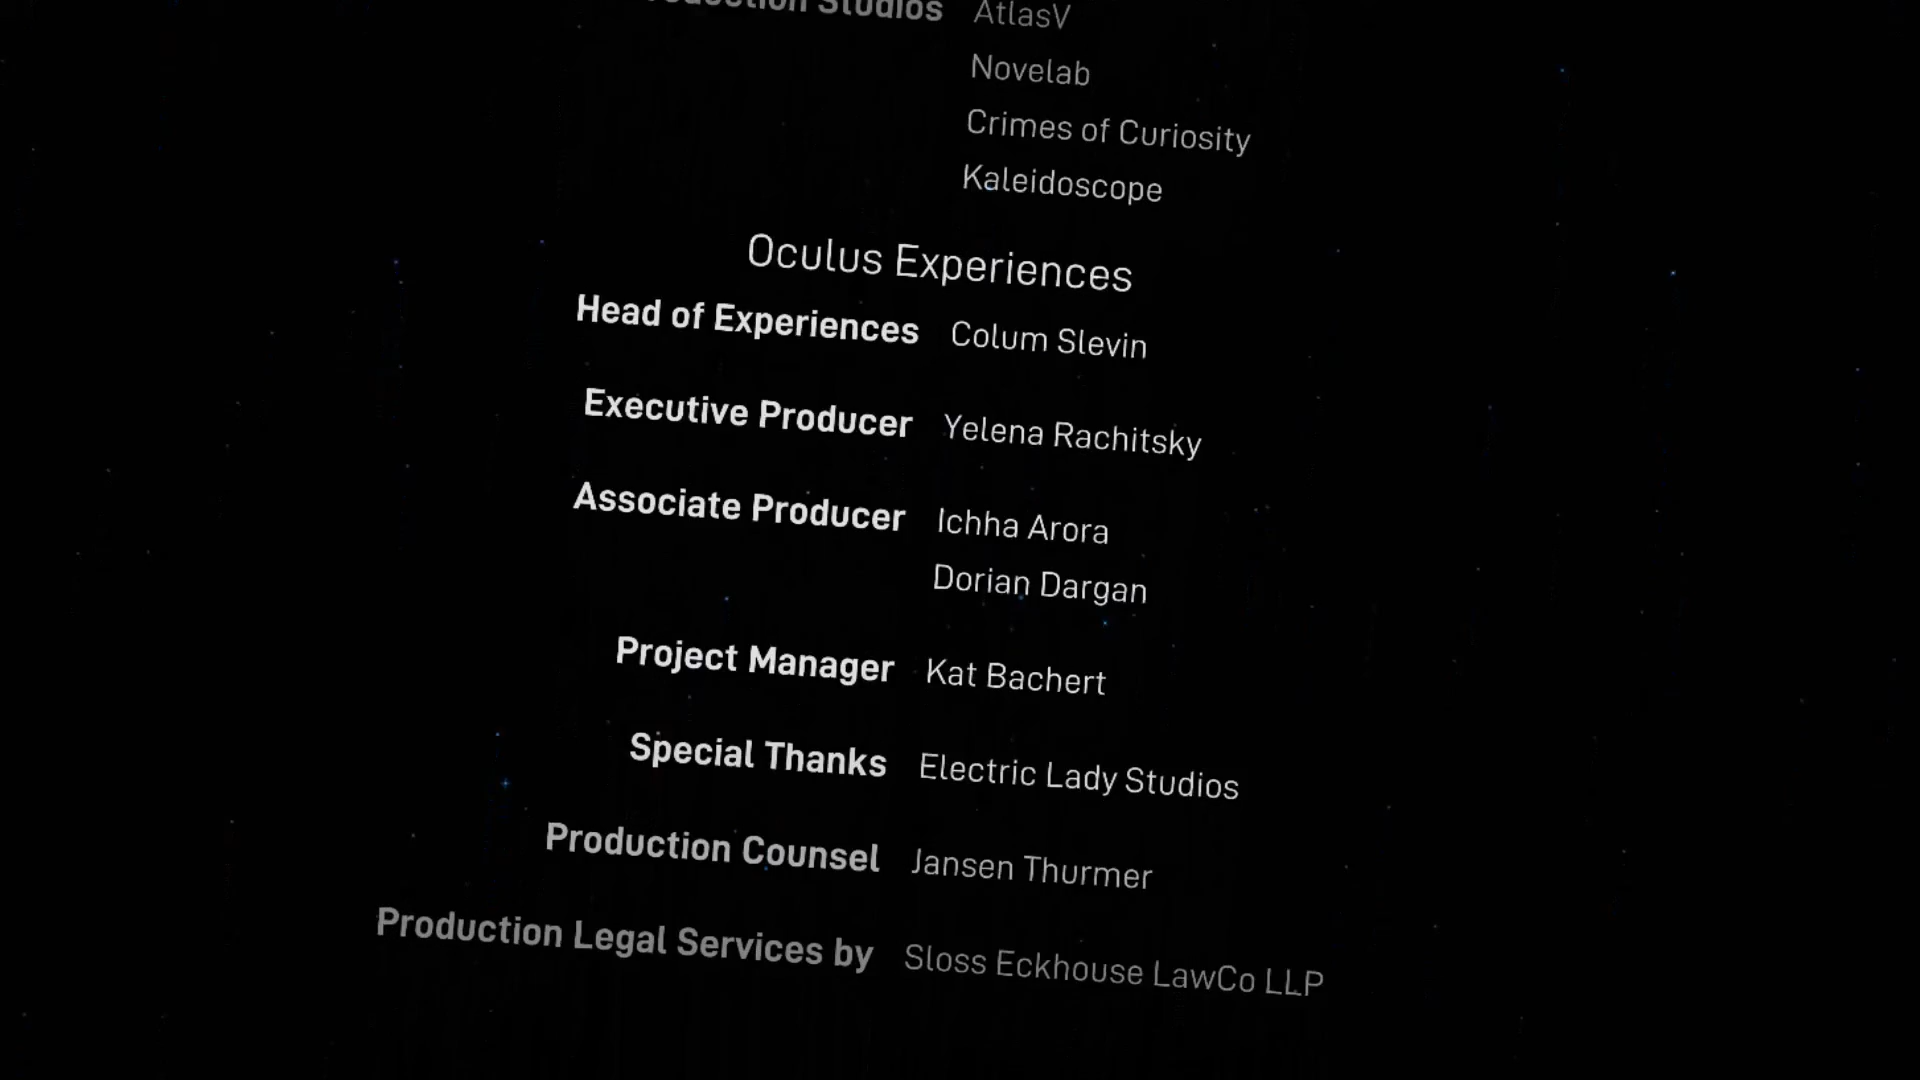 Studios AtlasV
Novelab
Crimes of Curiosity
Kaleidoscope
Oculus Experiences
Head of Experiences Colum Slevin
Executive Producer Yelena Rachitsky
Associate Producer Ichha Arora
Dorian Dargan
Project Manager Kat Bachert
Special Thanks Electric Lady Studios
Production Counsel Jansen Thurmer
Production Legal Services by Sloss Eckhouse LawCo LLP